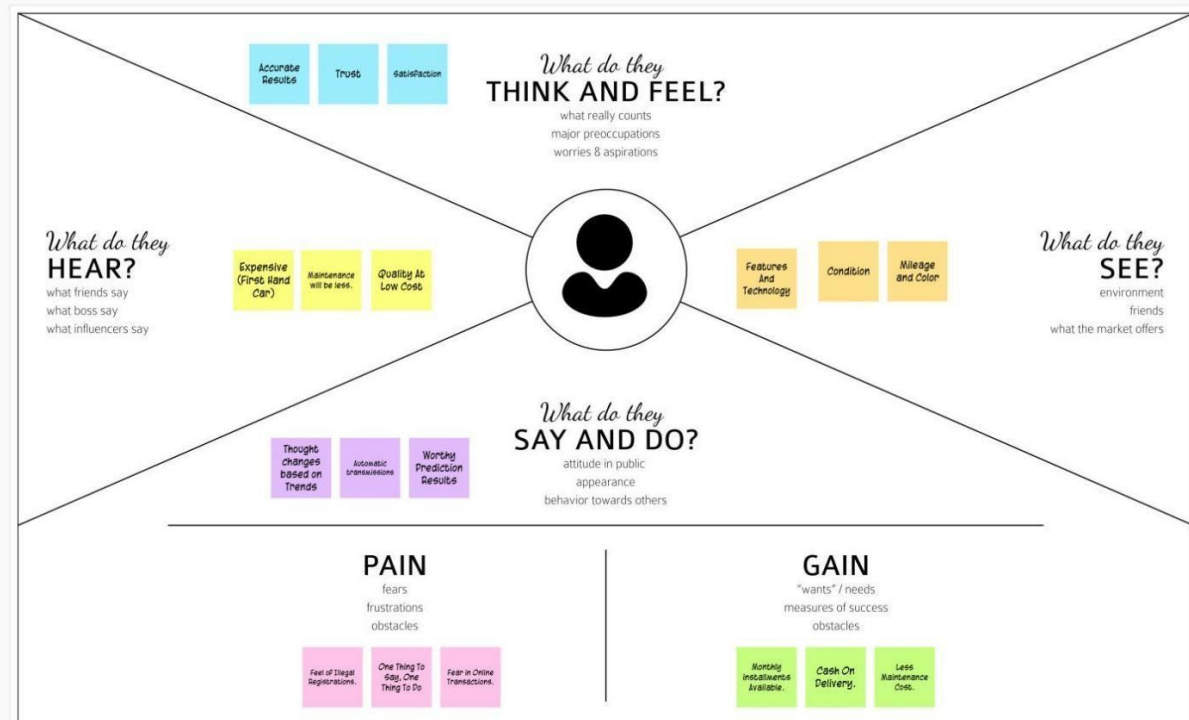 Accurate
Results
Trust
Satisfaction
What do they
THINK AND FEEL?
what really counts
major preoccupations
worries & aspirations
What do they
HEAR?
what friends say
what boss say
what influencers say
Expensive
(First Hand
Car)
Maintenance
will be less.
Quality At
Low Cost
Features
And
Technology
Condition
Mileage
and Color
What do they
SEE?
environment
friends
what the market offers
What do they
SAY AND DO?
attitude in public
appearance
behavior towards others
Thought
changes
based on
Trends
Automatic
transmissions
Worthy
Prediction
Results
PAIN
fears
frustrations
obstacles
Feel of Illegal
Registrations.
One Thing To
Say, One
Thing To Do
Fear in Online
Transactions.
GAIN
"wants" / needs
measures of success
obstacles
Monthly
installments
Available.
Cash On
Delivery.
Less
Maintenance
Cost.